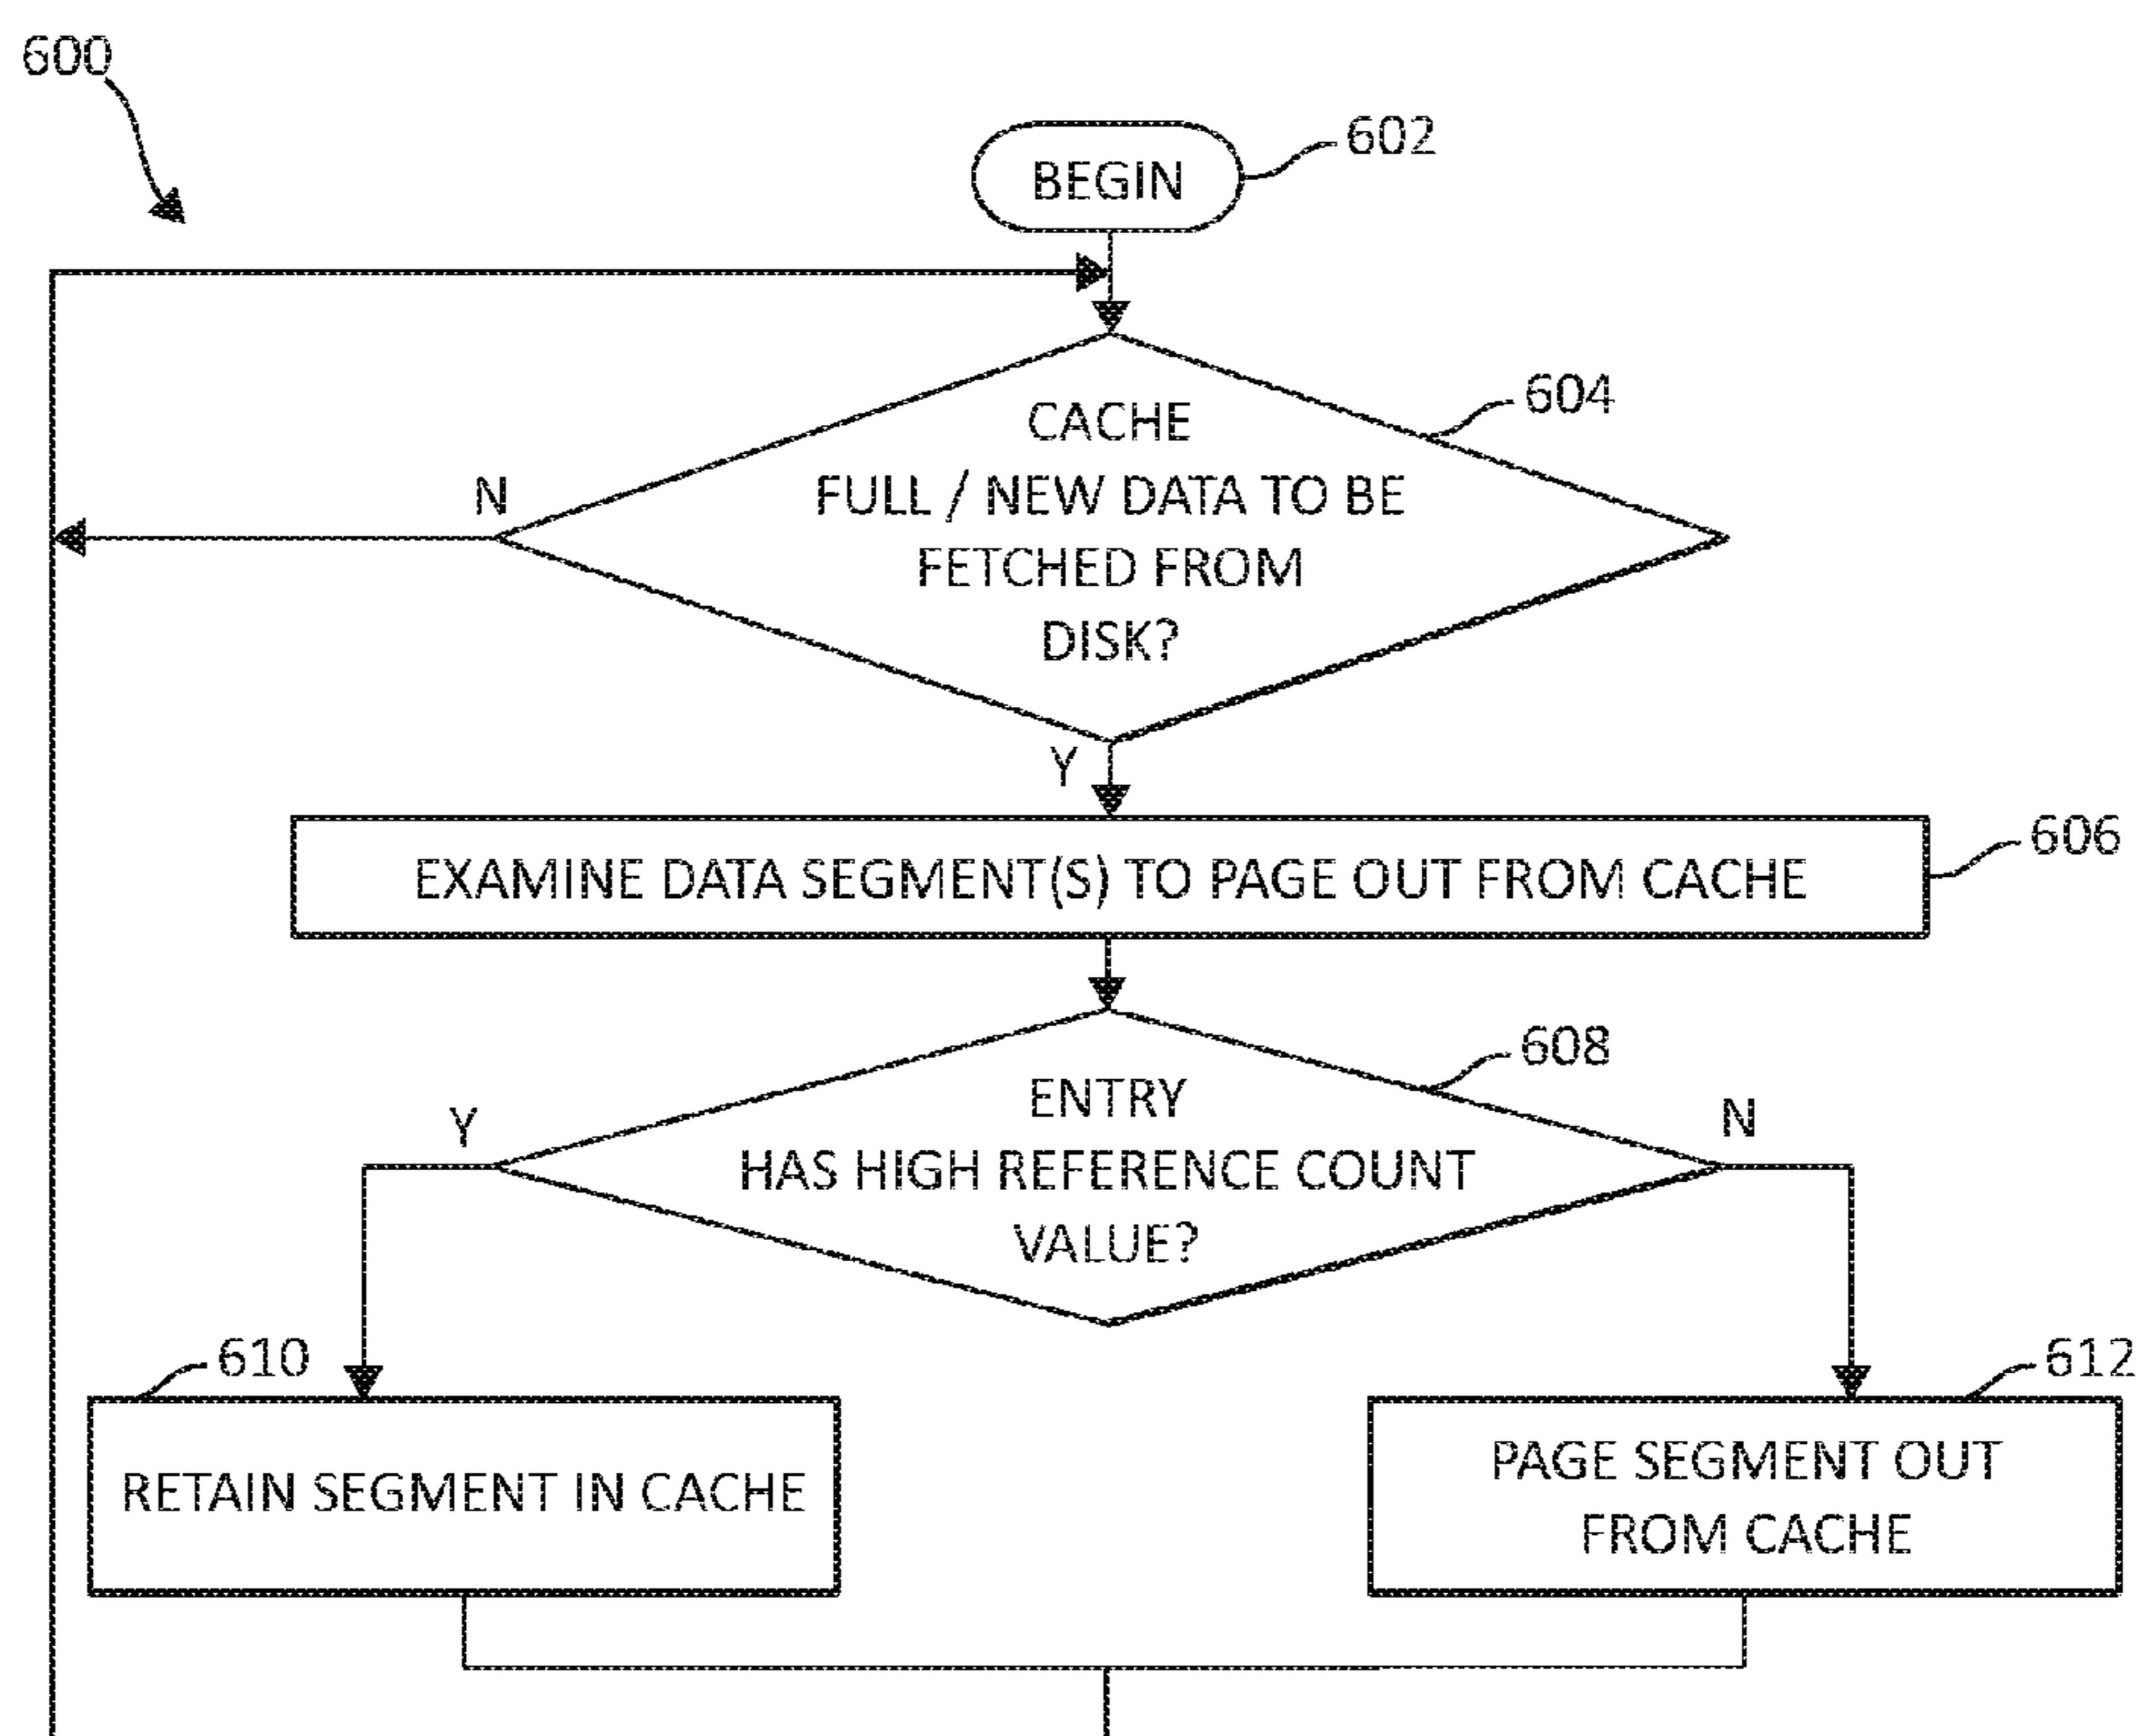 600
602
BEGIN
604
CACHE
FULL / NEW DATA TO BE
FETCHED FROM
DISK?
N
Y
606
EXAMINE DATA SEGMENT(S) TO PAGE OUT FROM CACHE
608
ENTRY
HAS HIGH REFERENCE COUNT
VALUE?
Y
N
610
RETAIN SEGMENT IN CACHE
612
PAGE SEGMENT OUT
FROM CACHE